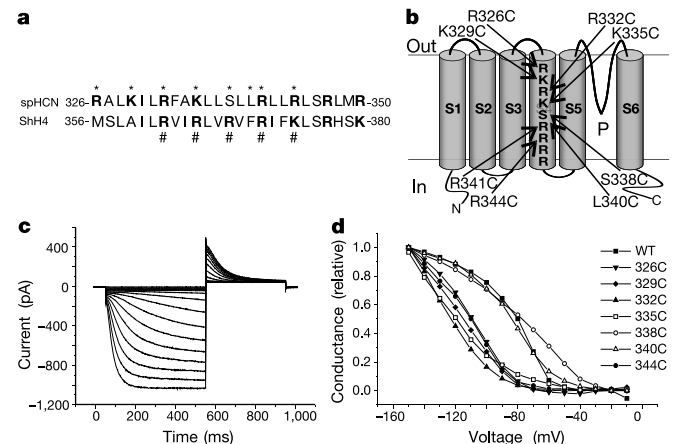 a
* * * * * * * *
spHCN 326-RALKILRFAKLLSLLRLLRLSRLMR-350
ShH4 356-MSLAILRVIRLVRVFRIFKLSRHSK-380
# # # # #
b
R326C
K329C
R332C
K335C
Out
S1 S2 S3 S5 S6
R
K
R
K
S
R
R
R
R
P
In
N
R341C
R344C
S338C
L340C
C
c
Current (pA)
400
0
−400
−800
−1,200
0 200 400 600 800 1,000
Time (ms)
d
Conductance (relative)
1.0
0.8
0.6
0.4
0.2
0.0
−160 −120 −80 −40 0
Voltage (mV)
WT
326C
329C
332C
335C
338C
340C
344C